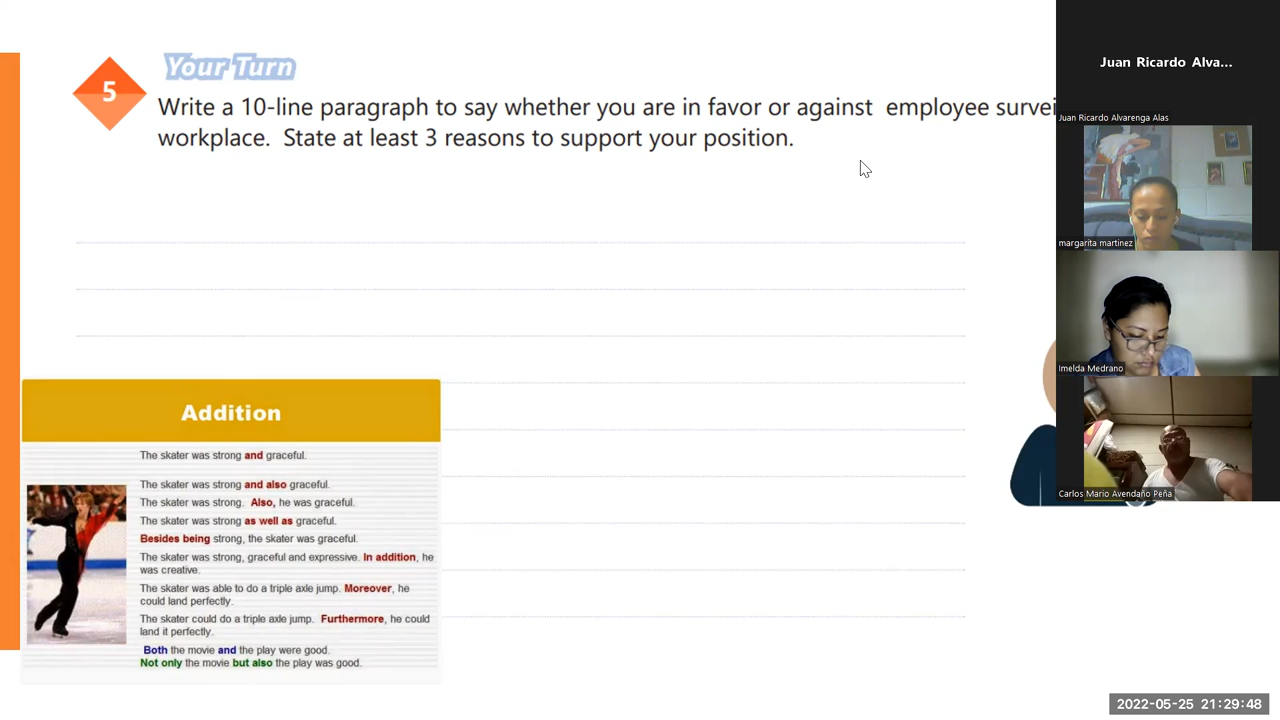 Your Turn
5
Write a 10-line paragraph to say whether you are in favor or against employee
workplace. State at least 3 reasons to support your position.
Addition
The skater was strong and graceful.
The skater was strong and also graceful.
The skater was strong. Also, he was graceful.
The skater was strong as well as graceful.
Besides being strong, the skater was graceful.
The skater was strong, graceful and expressive. In addition, he
was creative.
The skater was able to do a triple axle jump. Moreover, he
could land perfectly.
The skater could do a triple axle jump. Furthermore, he could
land it perfectly.
Both the movie and the play were good.
Not only the movie but also the play was good.
Juan Ricardo Alva...
Juan Ricardo Alvarenga Alas
margarita martinez
Imelda Medrano
Carlos Mario Avendaño Peña
2022-05-25 21:29:48